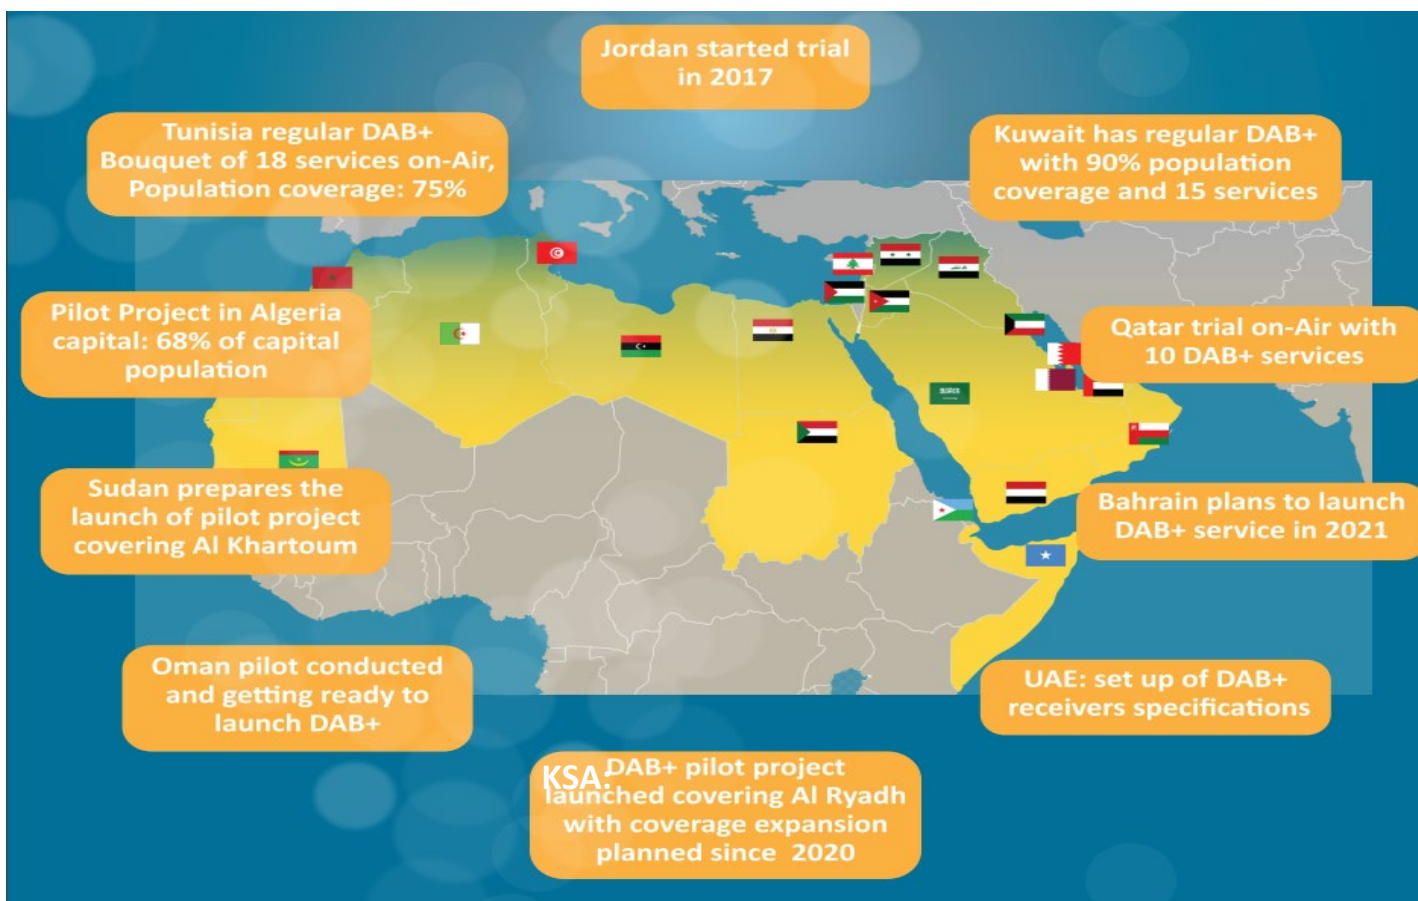 Jordan started trial
in 2017
Tunisia regular DAB+
Bouquet of 18 services on-Air,
Population coverage: 75%
Kuwait has regular DAB+
with 90% population
coverage and 15 services
Pilot Project in Algeria
capital: 68% of capital
population
Qatar trial on-Air with
10 DAB+ services
Sudan prepares the
launch of pilot project
covering Al Khartoum
Bahrain plans to launch
DAB+ service in 2021
Oman pilot conducted
and getting ready to
launch DAB+
UAE: set up of DAB+
receivers specifications
KSA: DAB+ pilot project
launched covering Al Ryadh
with coverage expansion
planned since 2020